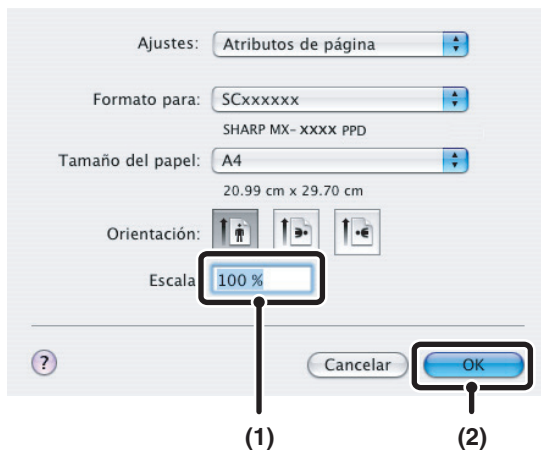 Ajustes: Atributos de página
Formato para: SCxxxxxx
SHARP MX- XXXX PPD
Tamaño del papel: A4
20.99 cm x 29.70 cm
Orientación:
Escala 100 %
? Cancelar OK
(1) (2)